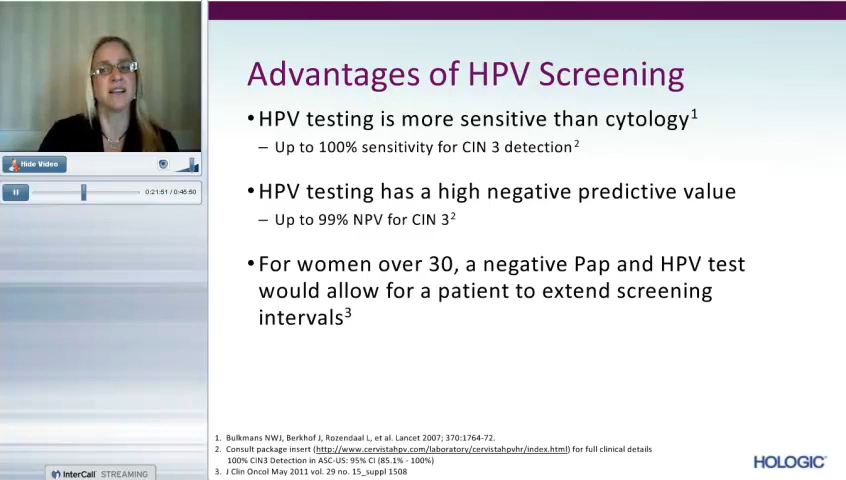 Hide Video
0:21:51 / 0:46:50
Advantages of HPV Screening
•HPV testing is more sensitive than cytology1
– Up to 100% sensitivity for CIN 3 detection2
•HPV testing has a high negative predictive value
– Up to 99% NPV for CIN 32
•For women over 30, a negative Pap and HPV test
would allow for a patient to extend screening
intervals3
1. Bulkmans NWJ, Berkhof J, Rozendaal L, et al. Lancet 2007; 370:1764-72.
2. Consult package insert (http://www.cervistahpv.com/laboratory/cervistahpvhr/index.html) for full clinical details
100% CIN3 Detection in ASC-US: 95% CI (85.1% - 100%)
3. J Clin Oncol May 2011 vol. 29 no. 15_suppl 1508
InterCall STREAMING
HOLOGIC